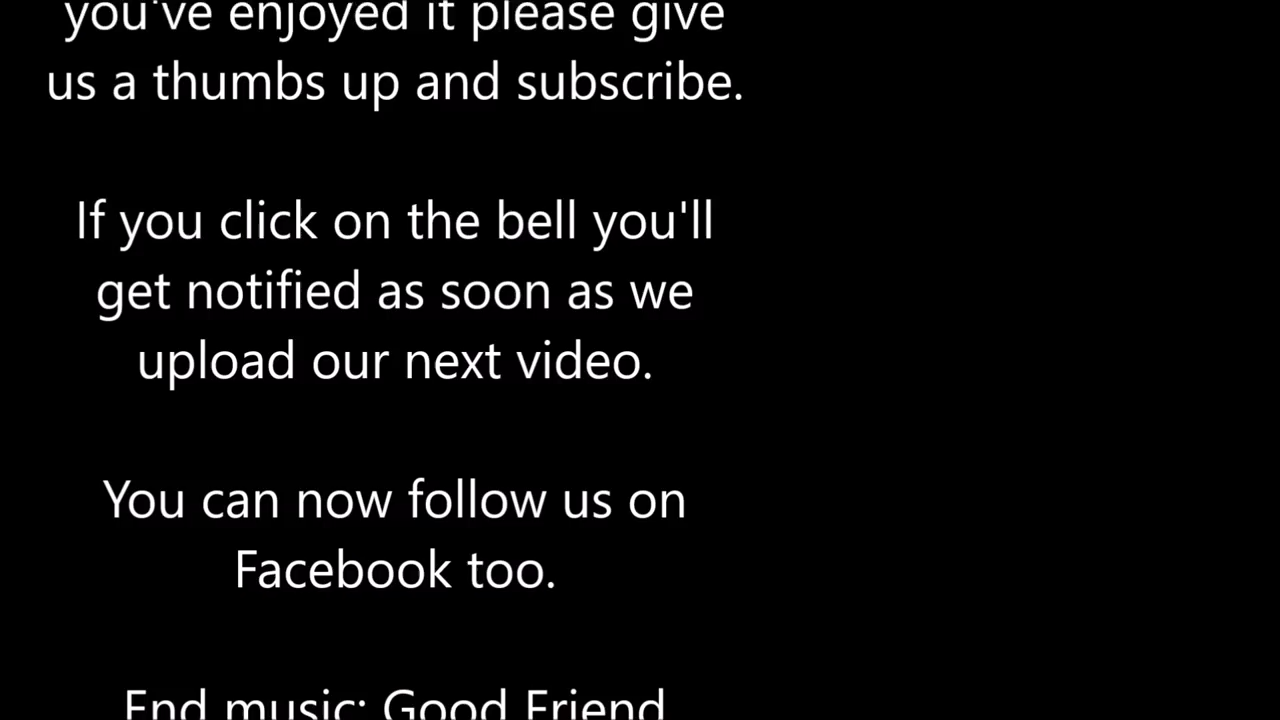 you've enjoyed it please give
us a thumbs up and subscribe.
If you click on the bell you'll
get notified as soon as we
upload our next video.
You can now follow us on
Facebook too.
End music: Good Friend